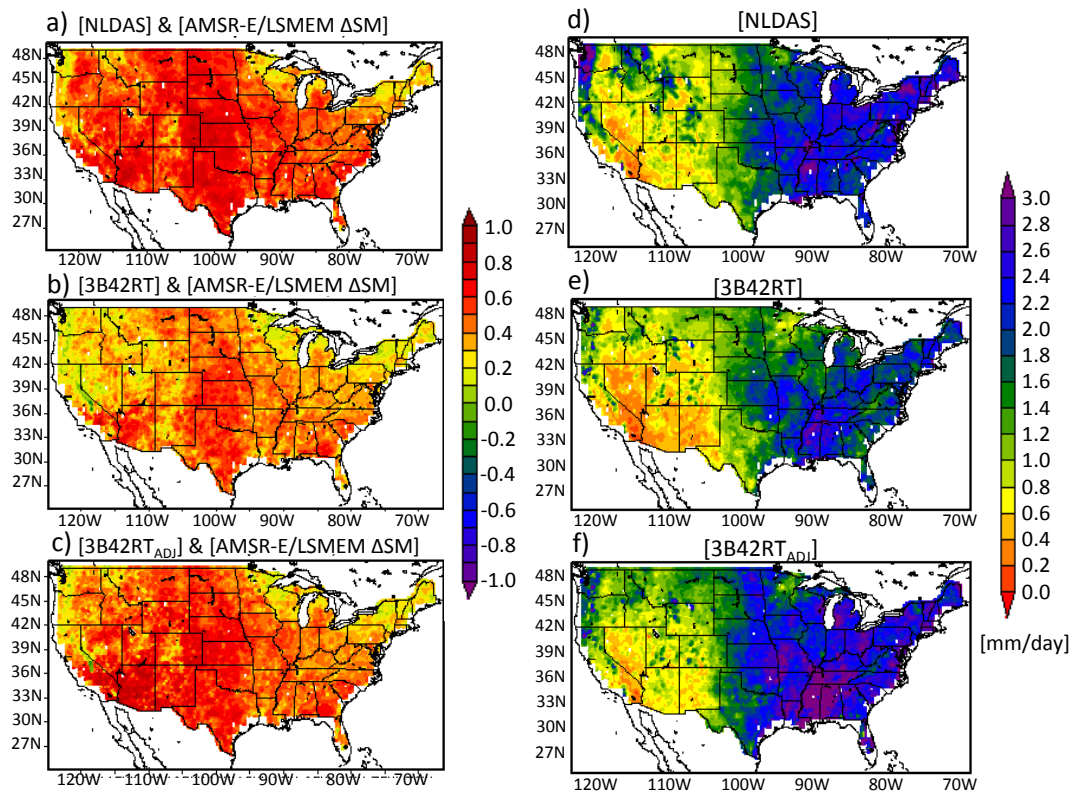 a) [NLDAS] & [AMSR-E/LSMEM ΔSM]
48N
45N
42N
39N
36N
33N
30N
27N
120W 110W 100W 90W 80W 70W
b) [3B42RT] & [AMSR-E/LSMEM ΔSM]
48N
45N
42N
39N
36N
33N
30N
27N
120W 110W 100W 90W 80W 70W
c) [3B42RT_ADJ] & [AMSR-E/LSMEM ΔSM]
48N
45N
42N
39N
36N
33N
30N
27N
120W 110W 100W 90W 80W 70W
1.0
0.8
0.6
0.4
0.2
0.0
-0.2
-0.4
-0.6
-0.8
-1.0
d) [NLDAS]
48N
45N
42N
39N
36N
33N
30N
27N
120W 110W 100W 90W 80W 70W
e) [3B42RT]
48N
45N
42N
39N
36N
33N
30N
27N
120W 110W 100W 90W 80W 70W
f) [3B42RT_ADJ]
48N
45N
42N
39N
36N
33N
30N
27N
120W 110W 100W 90W 80W 70W
3.0
2.8
2.6
2.4
2.2
2.0
1.8
1.6
1.4
1.2
1.0
0.8
0.6
0.4
0.2
0.0
[mm/day]